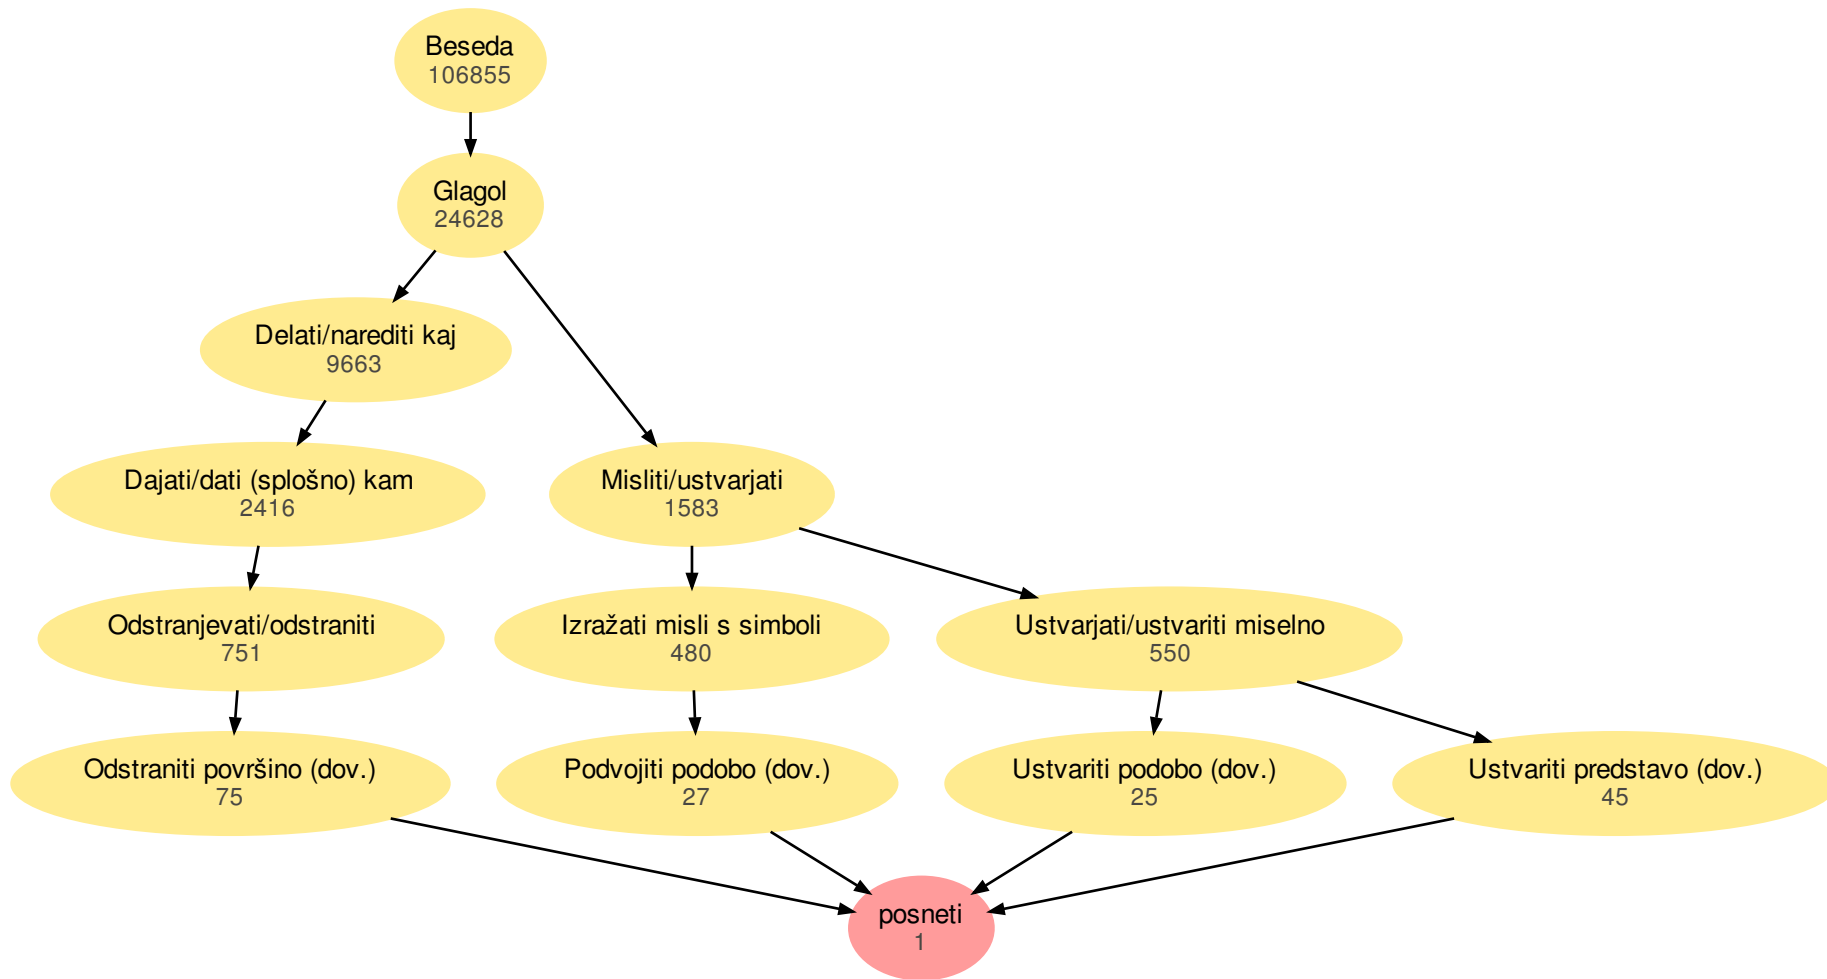 Beseda
106855
Glagol
24628
Delati/narediti kaj
9663
Dajati/dati (splošno) kam
2416
Misliti/ustvarjati
1583
Odstranjevati/odstraniti
751
Izražati misli s simboli
480
Ustvarjati/ustvariti miselno
550
Odstraniti površino (dov.)
75
Podvojiti podobo (dov.)
27
Ustvariti podobo (dov.)
25
Ustvariti predstavo (dov.)
45
posneti
1